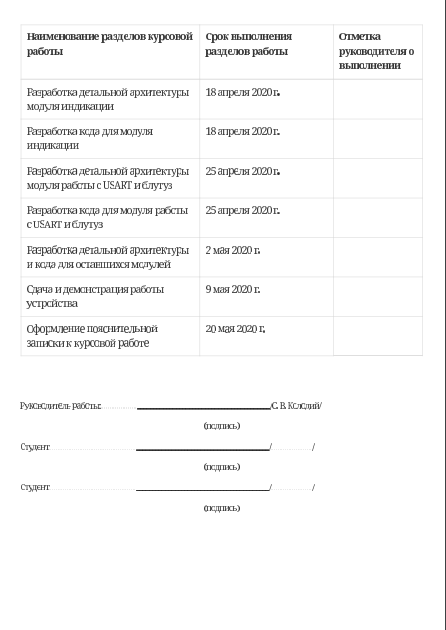 Наименование разделов курсовой Срок выполнения Отметка
работы разделов работы руководителя о
выполнении
Разработка детальной архитектуры 18 апреля 2020 г.
модуля индикации
Разработка кода для модуля 18 апреля 2020 г.
индикации
Разработка детальной архитектуры 25 апреля 2020 г.
модуля работы с USART и блутуз
Разработка кода для модуля работы 25 апреля 2020 г.
с USART и блутуз
Разработка детальной архитектуры 2 мая 2020 г.
и кода для оставшихся модулей
Сдача и демонстрация работы 9 мая 2020 г.
устройства
Оформление пояснительной 20 мая 2020 г.
записки к курсовой работе
Руководитель работы: /С. В. Колодий/
(подпись)
Студент / /
(подпись)
Студент / /
(подпись)